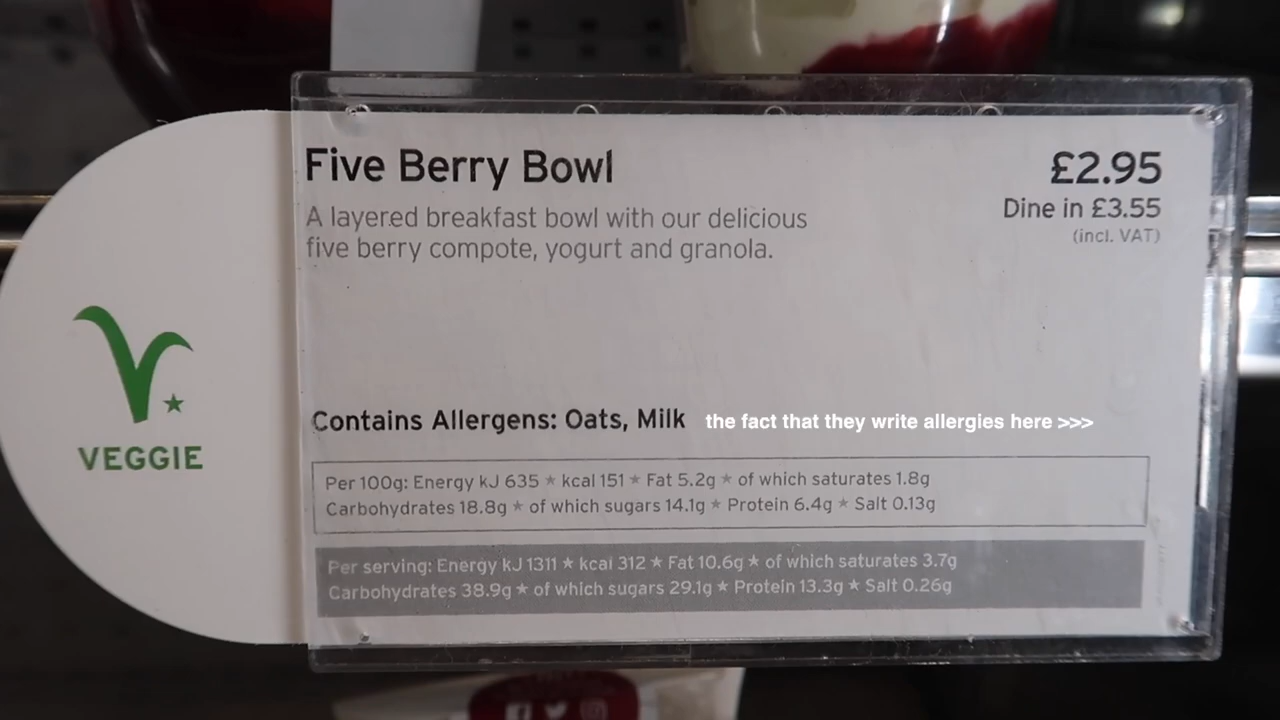 Five Berry Bowl
£2.95
A layered breakfast bowl with our delicious
five berry compote, yogurt and granola.
Dine in £3.55
(incl. VAT)
VEGGIE
Contains Allergens: Oats, Milk
the fact that they write allergies here >>>
Per 100g: Energy kJ 635 ★ kcal 151 ★ Fat 5.2g ★ of which saturates 1.8g
Carbohydrates 18.8g ★ of which sugars 14.1g ★ Protein 6.4g ★ Salt 0.13g
Per serving: Energy kJ 1311 ★ kcal 312 ★ Fat 10.6g ★ of which saturates 3.7g
Carbohydrates 38.9g ★ of which sugars 29.1g ★ Protein 13.3g ★ Salt 0.26g